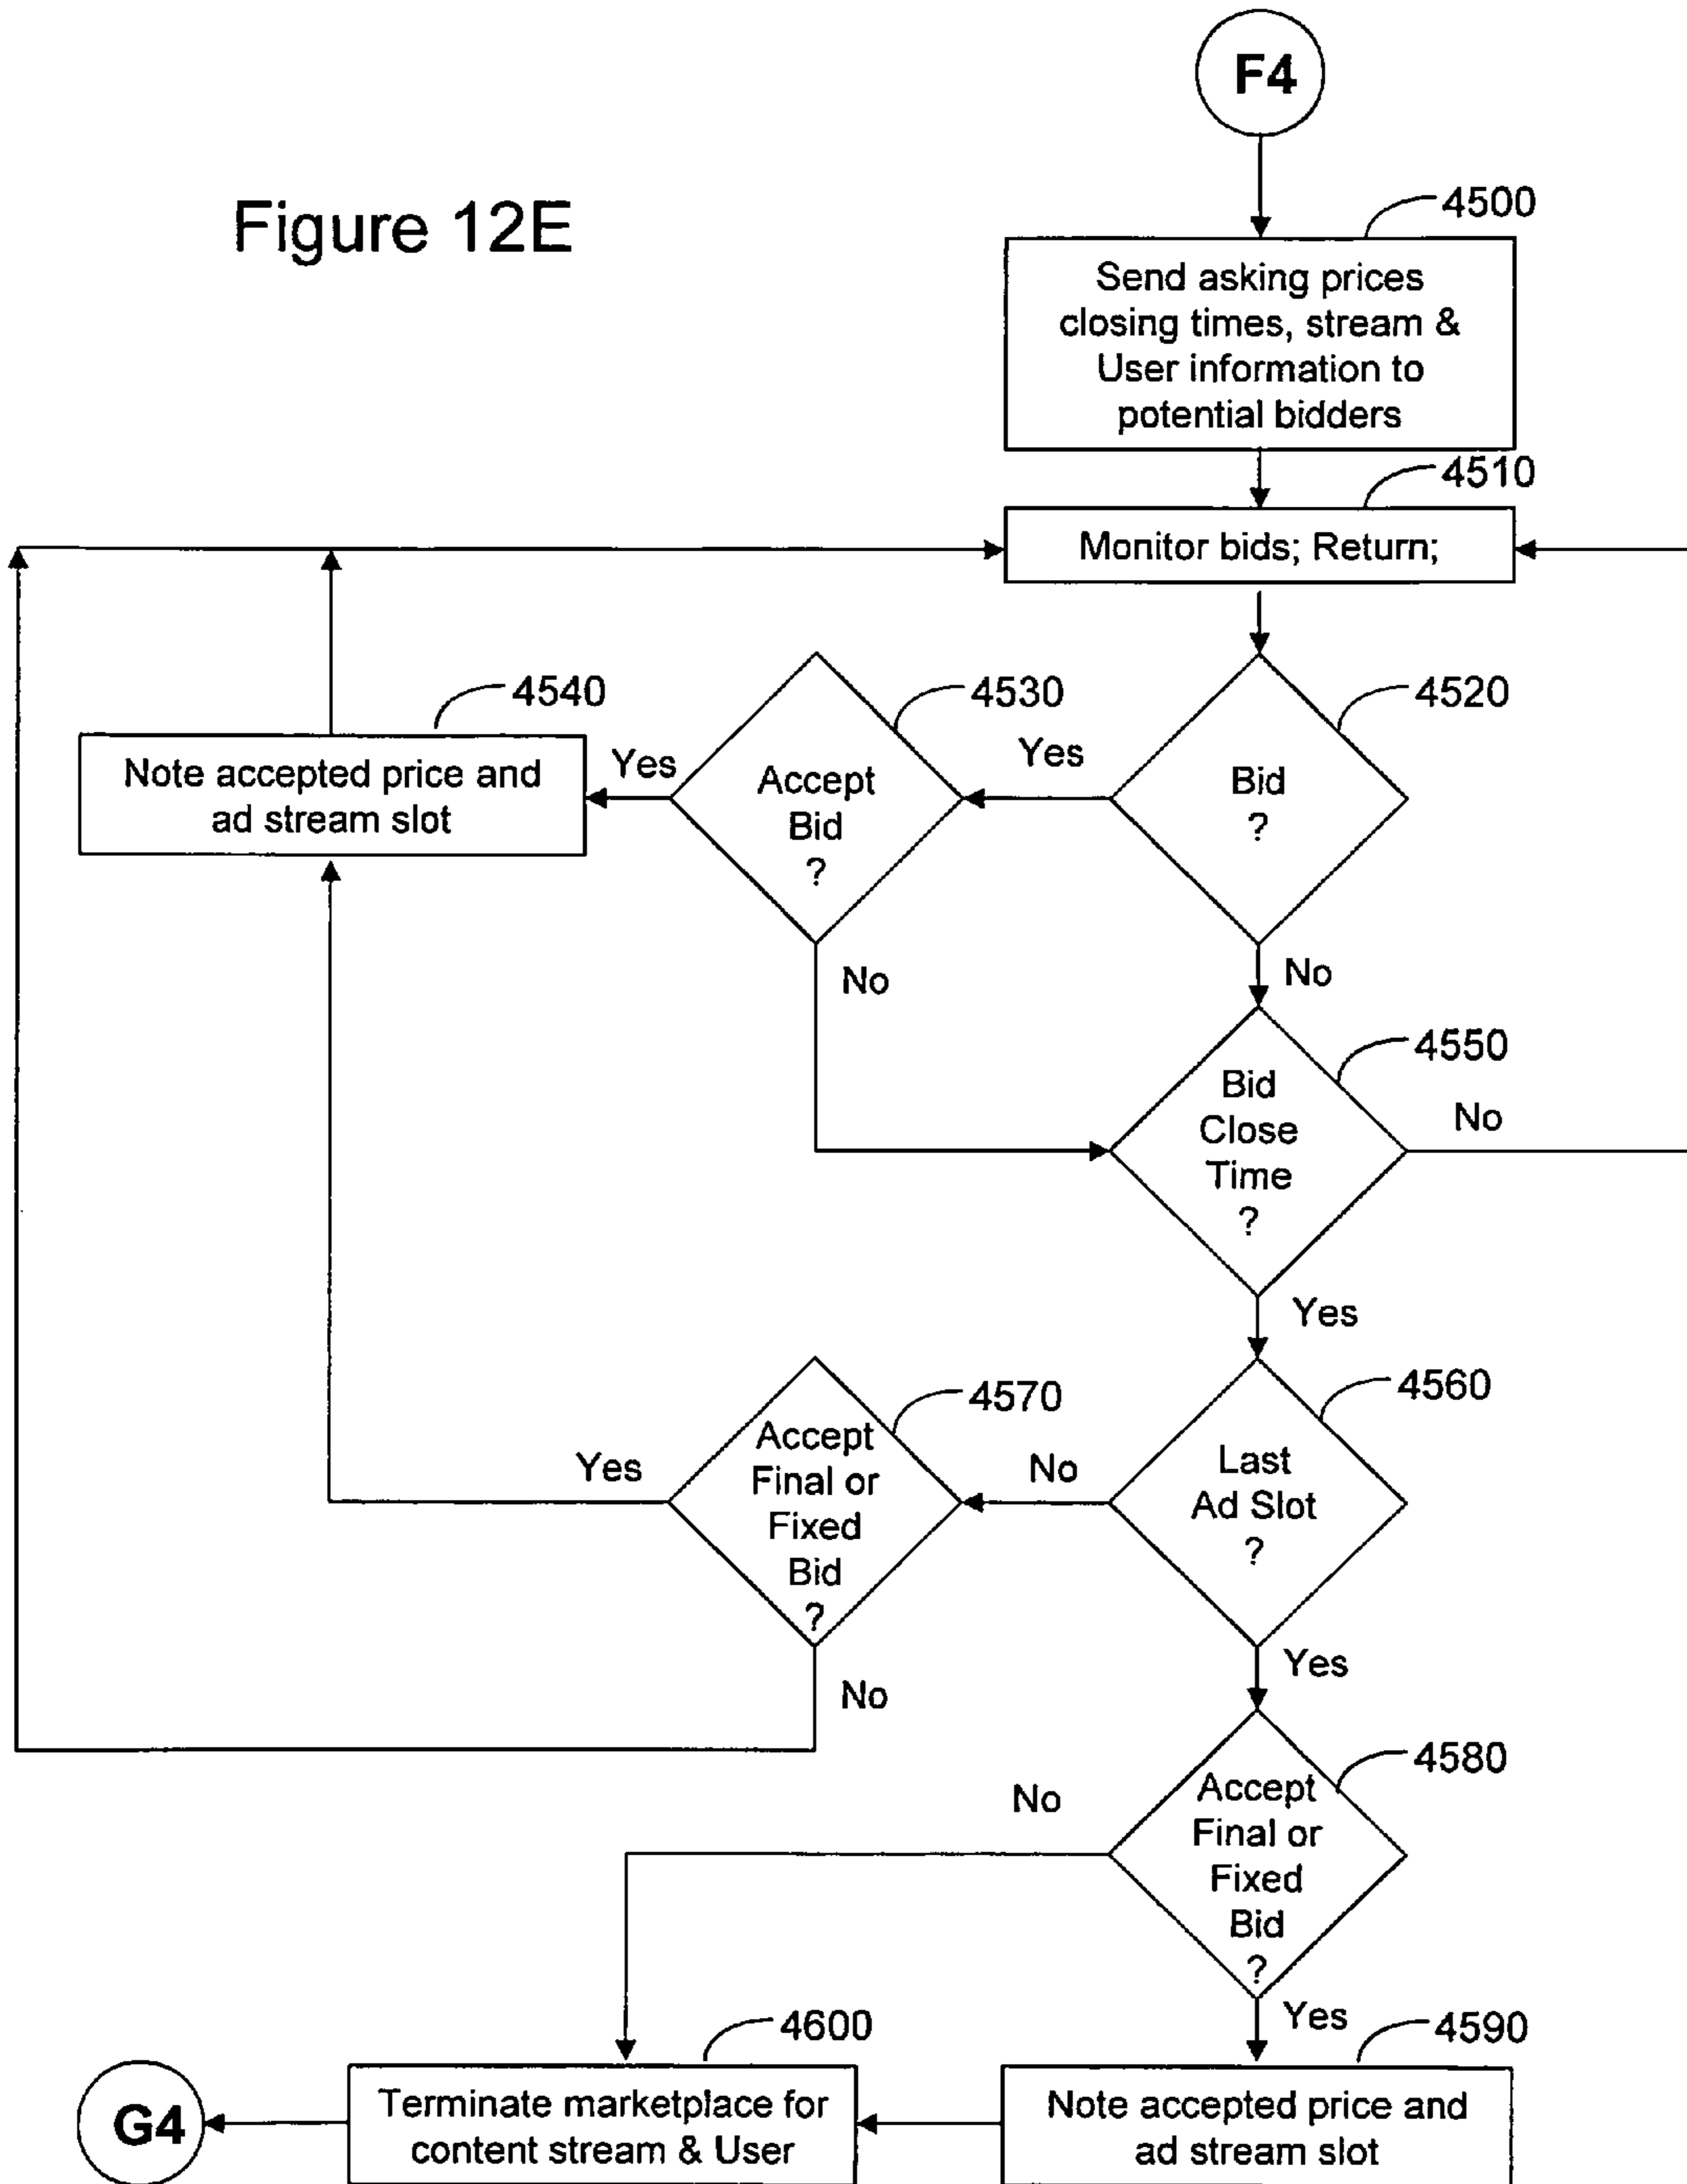 F4
Figure 12E
4500
Send asking prices
closing times, stream &
User information to
potential bidders
4510
Monitor bids; Return;
4540
4530
4520
Note accepted price and
ad stream slot
Yes
Accept
Bid
?
Yes
Bid
?
No
No
4550
Bid
Close
Time
?
No
Yes
4570
4560
Accept
Final or
Fixed
Bid
?
Yes
No
Last
Ad Slot
?
No
Yes
4580
No
Accept
Final or
Fixed
Bid
?
Yes
4600
4590
G4
Terminate marketplace for
content stream & User
Note accepted price and
ad stream slot